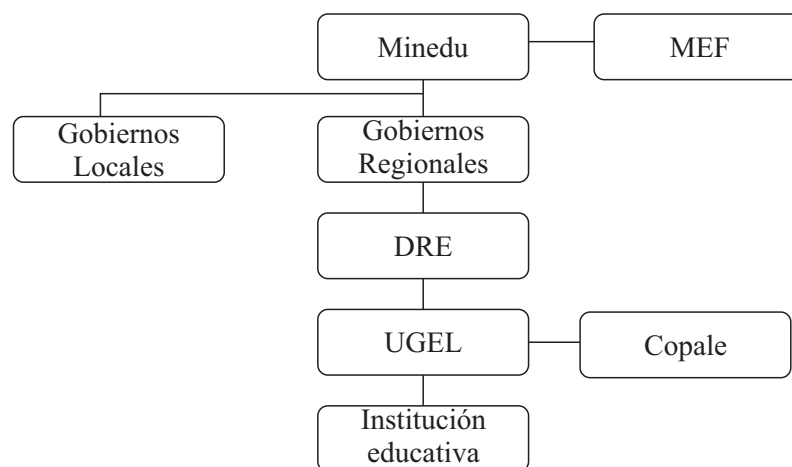 Minedu
MEF
Gobiernos
Locales
Gobiernos
Regionales
DRE
UGEL
Copale
Institución
educativa